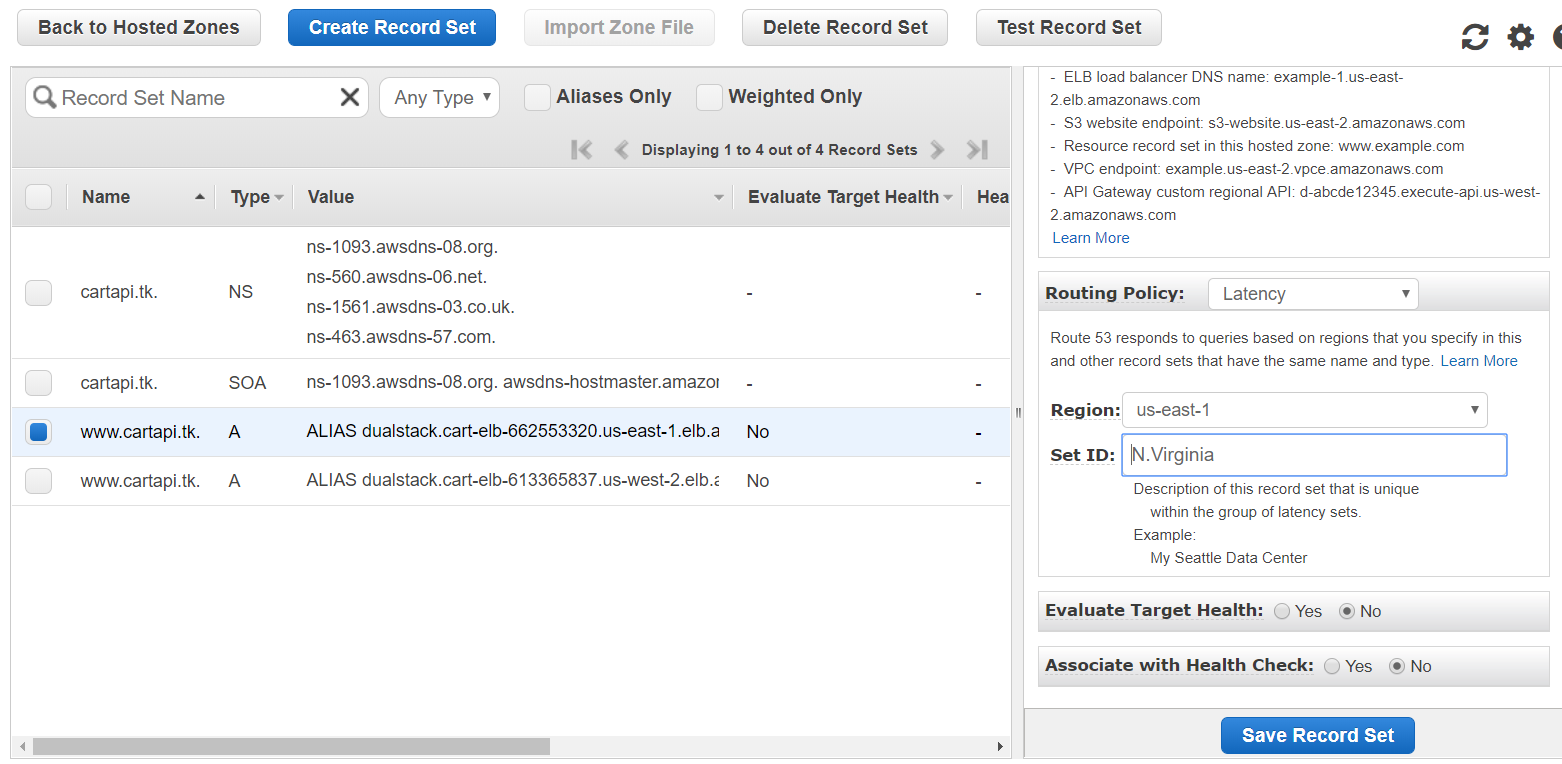 Back to Hosted Zones
Create Record Set
Import Zone File
Delete Record Set
Test Record Set
Record Set Name
Any Type
Aliases Only
Weighted Only
Displaying 1 to 4 out of 4 Record Sets
Name
Type
Value
Evaluate Target Health
Hea
cartapi.tk.
NS
ns-1093.awsdns-08.org.
ns-560.awsdns-06.net.
ns-1561.awsdns-03.co.uk.
ns-463.awsdns-57.com.
-
-
cartapi.tk.
SOA
ns-1093.awsdns-08.org. awsdns-hostmaster.amazor
-
-
www.cartapi.tk.
A
ALIAS dualstack.cart-elb-662553320.us-east-1.elb.a
No
-
www.cartapi.tk.
A
ALIAS dualstack.cart-elb-613365837.us-west-2.elb.a
No
-
- ELB load balancer DNS name: example-1.us-east-
2.elb.amazonaws.com
- S3 website endpoint: s3-website.us-east-2.amazonaws.com
- Resource record set in this hosted zone: www.example.com
- VPC endpoint: example.us-east-2.vpce.amazonaws.com
- API Gateway custom regional API: d-abcde12345.execute-api.us-west-
2.amazonaws.com
Learn More
Routing Policy:
Latency
Route 53 responds to queries based on regions that you specify in this
and other record sets that have the same name and type. Learn More
Region:
us-east-1
Set ID:
N.Virginia
Description of this record set that is unique
within the group of latency sets.
Example:
My Seattle Data Center
Evaluate Target Health:
Yes
No
Associate with Health Check:
Yes
No
Save Record Set